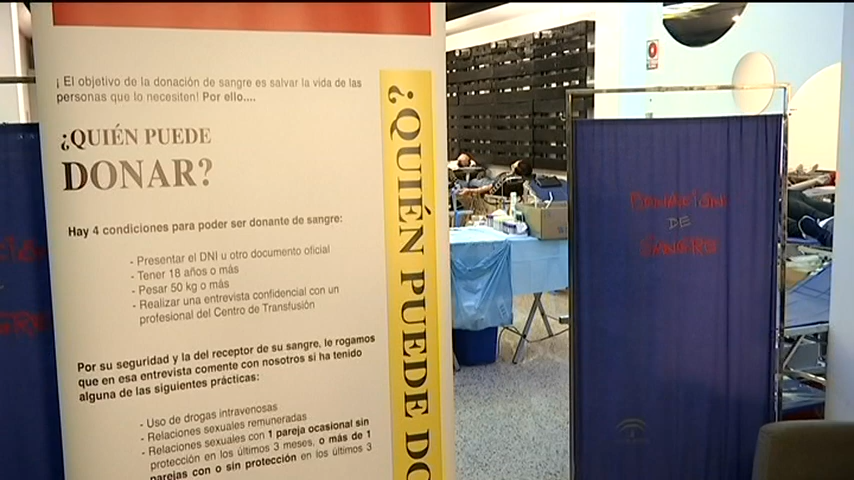 ¡ El objetivo de la donación de sangre es salvar la vida de las
personas que lo necesiten! Por ello....
¿QUIÉN PUEDE
DONAR?
Hay 4 condiciones para poder ser donante de sangre:
- Presentar el DNI u otro documento oficial
- Tener 18 años o más
- Pesar 50 kg o más
- Realizar una entrevista confidencial con un
profesional del Centro de Transfusión
Por su seguridad y la del receptor de su sangre, le rogamos
que en esa entrevista comente con nosotros si ha tenido
alguna de las siguientes prácticas:
- Uso de drogas intravenosas
- Relaciones sexuales remuneradas
- Relaciones sexuales con 1 pareja ocasional sin
protección en los últimos 3 meses, o más de 1
parejas con o sin protección en los últimos 3
¿QUIÉN PUEDE DO
DONACIÓN
DE
SANGRE